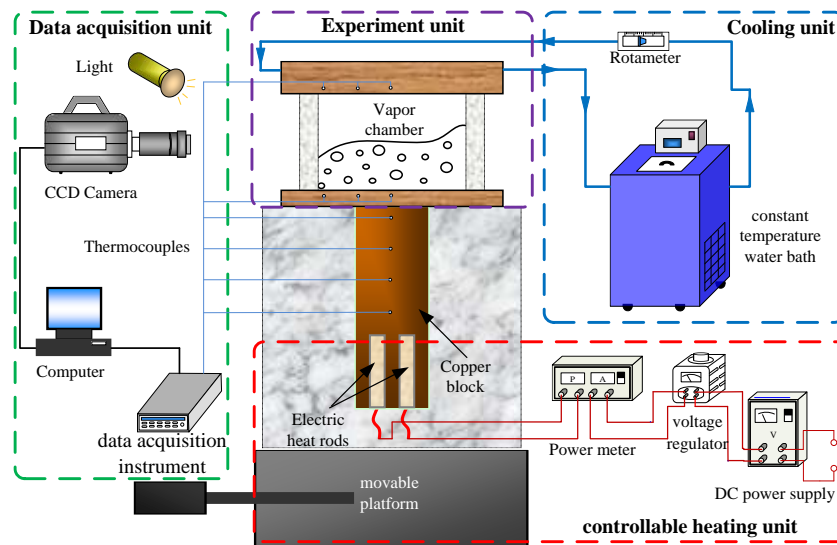 Data acquisition unit
Experiment unit
Cooling unit
Light
Rotameter
Vapor
chamber
CCD Camera
constant
temperature
water bath
Thermocouples
Computer
Copper
block
P A
Electric
heat rods
data acquisition
instrument
Power meter
voltage
regulator
V
DC power supply
movable
platform
controllable heating unit